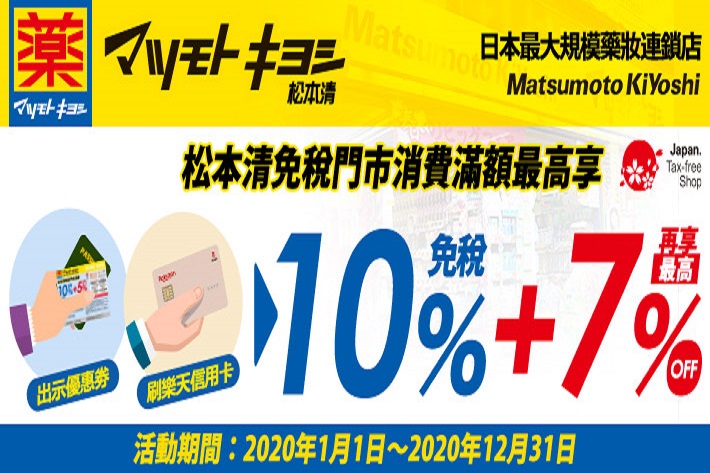 薬
マツモト キヨシ
マツモト キヨシ
松本清
日本最大規模藥妝連鎖店
Matsumoto KiYoshi
松本清免稅門市消費滿額最高享
Japan.
Tax-free
Shop
10%
免稅
+
7%
再享
最高
OFF
10%+5%
Rakuten
出示優惠券
刷樂天信用卡
活動期間：2020年1月1日～2020年12月31日